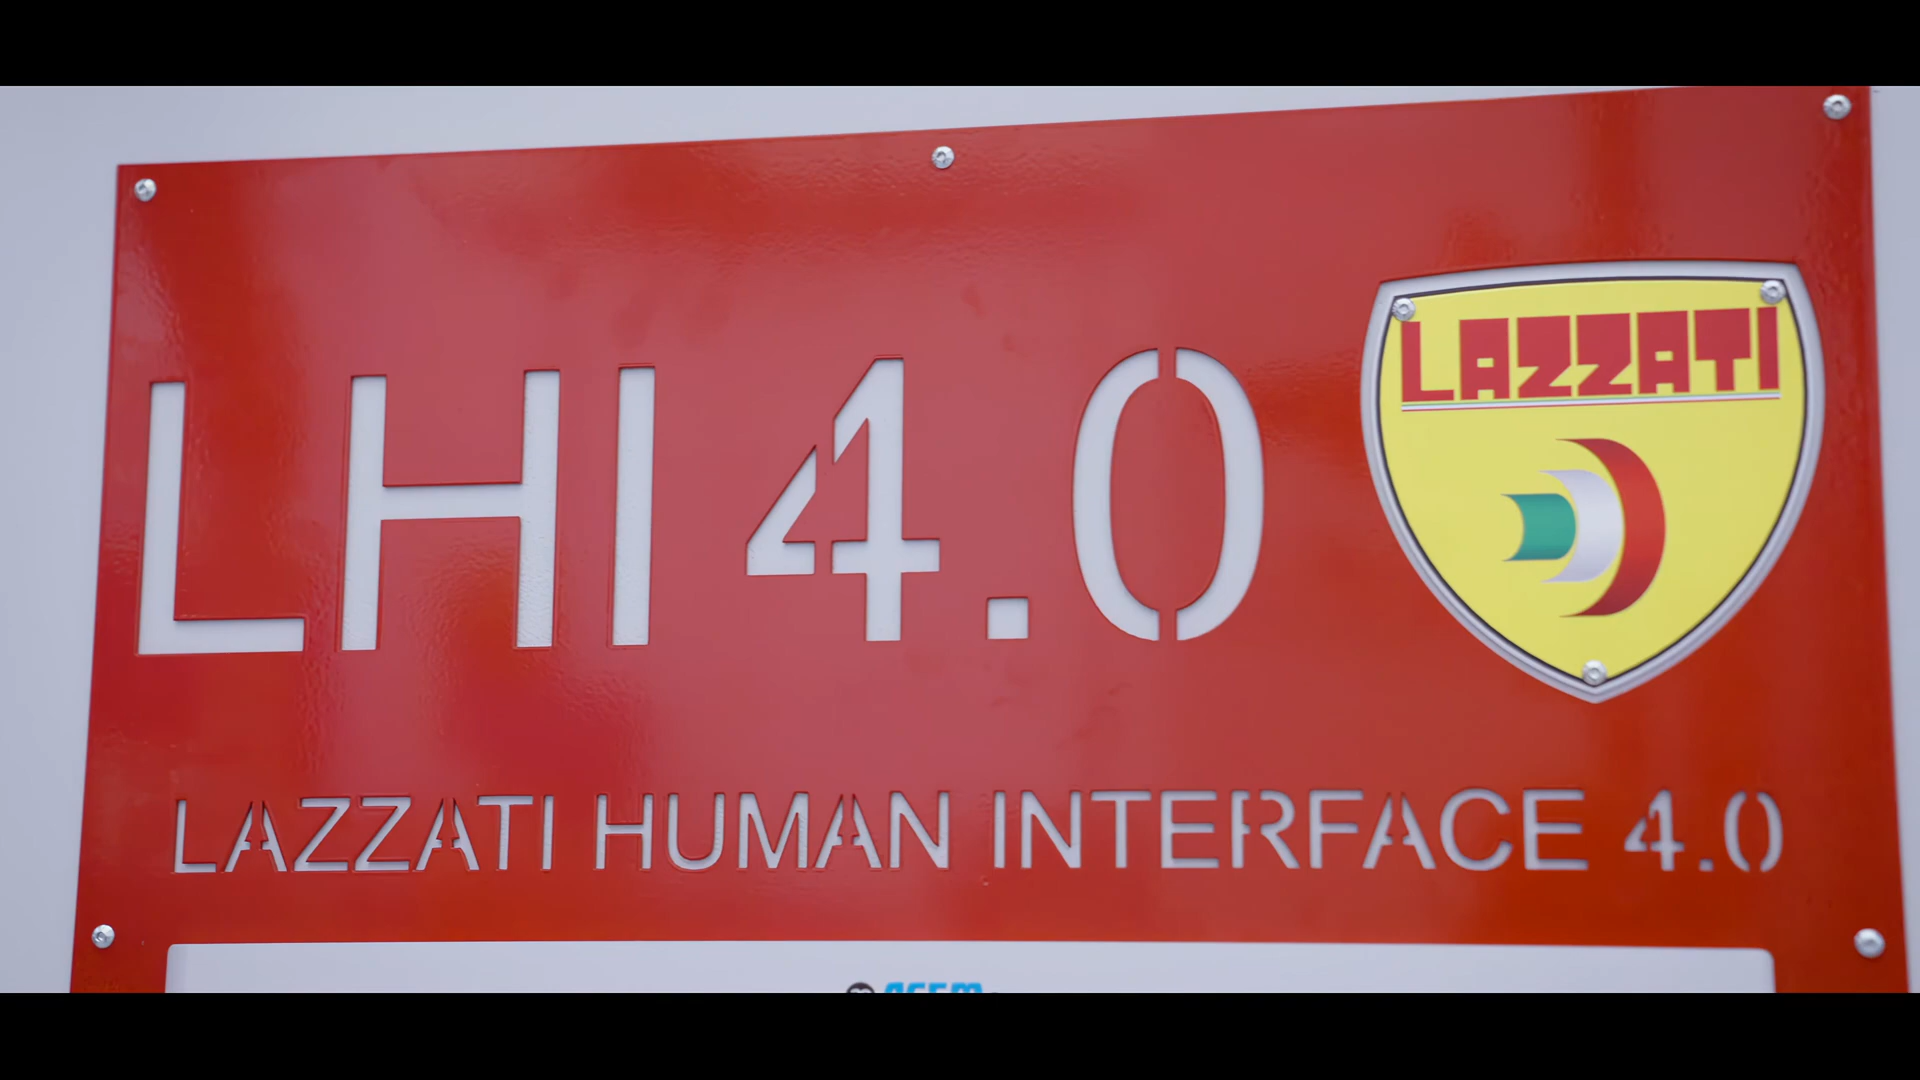 LHI 4.0
LAZZATI
LAZZATI HUMAN INTERFACE 4.0